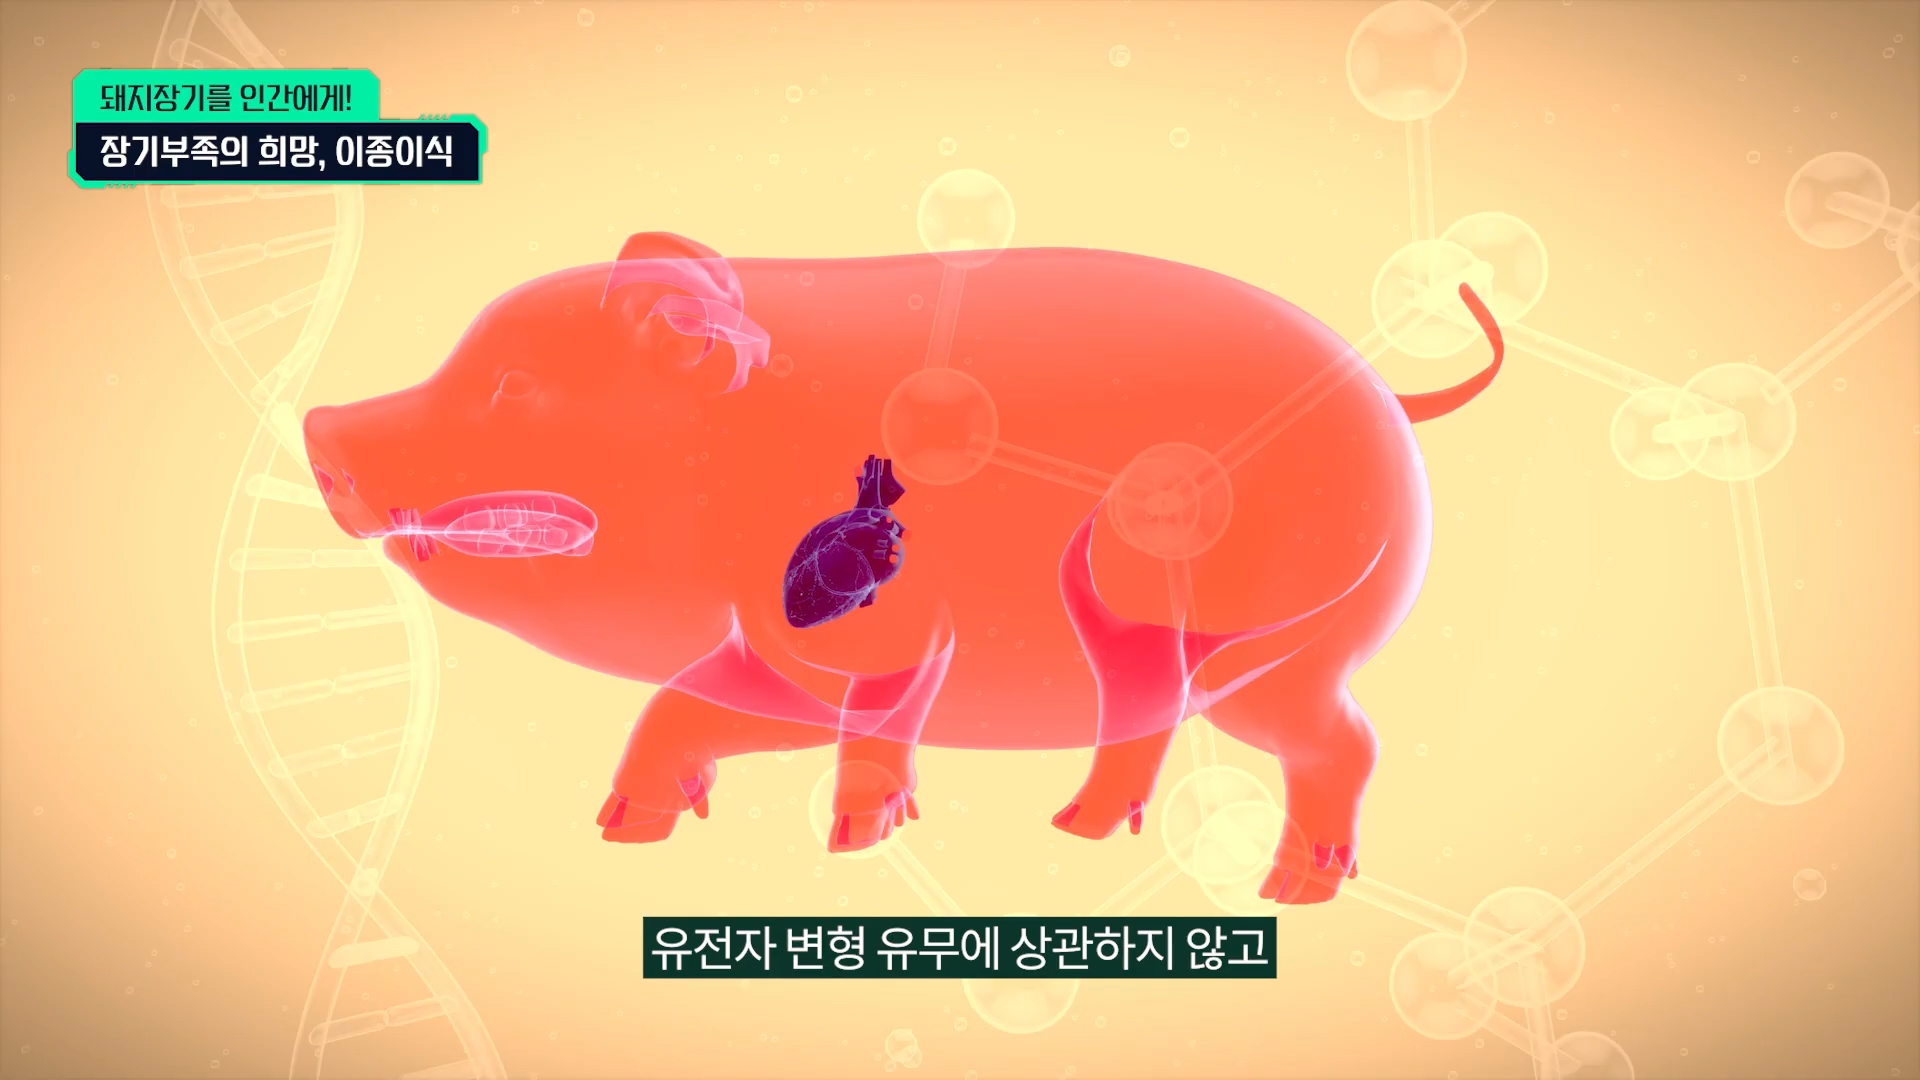 돼지장기를 인간에게!
장기부족의 희망, 이종이식
유전자 변형 유무에 상관하지 않고